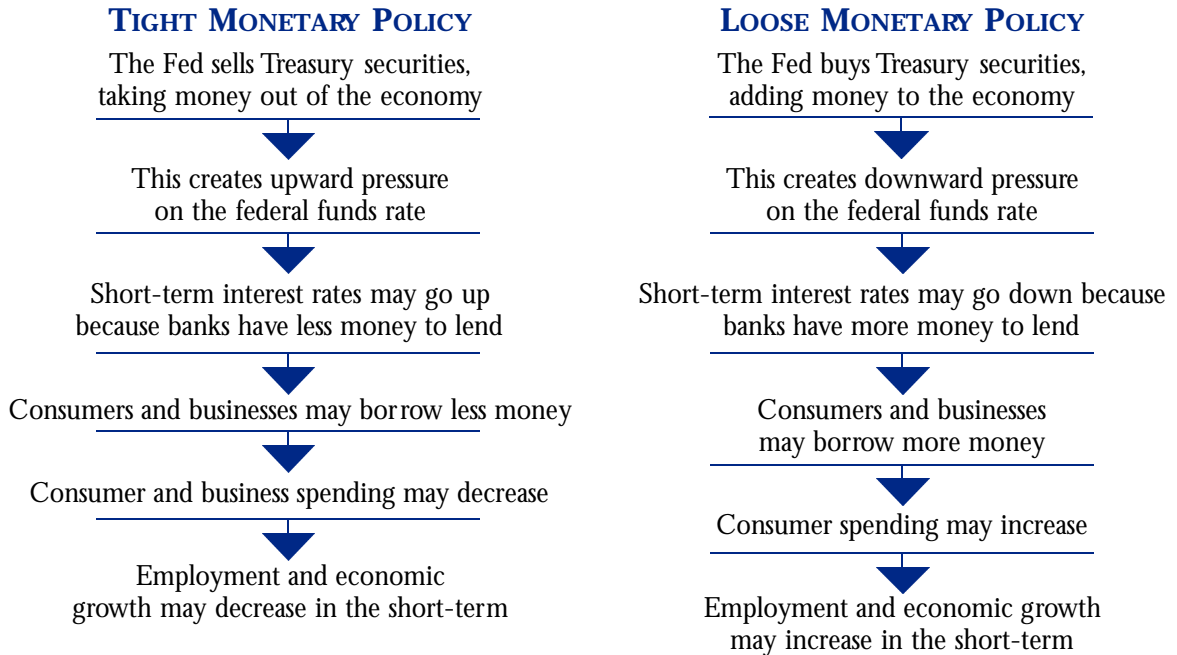 TIGHT MONETARY POLICY
The Fed sells Treasury securities,
taking money out of the economy
This creates upward pressure
on the federal funds rate
Short-term interest rates may go up
because banks have less money to lend
Consumers and businesses may borrow less money
Consumer and business spending may decrease
Employment and economic
growth may decrease in the short-term
LOOSE MONETARY POLICY
The Fed buys Treasury securities,
adding money to the economy
This creates downward pressure
on the federal funds rate
Short-term interest rates may go down because
banks have more money to lend
Consumers and businesses
may borrow more money
Consumer spending may increase
Employment and economic growth
may increase in the short-term